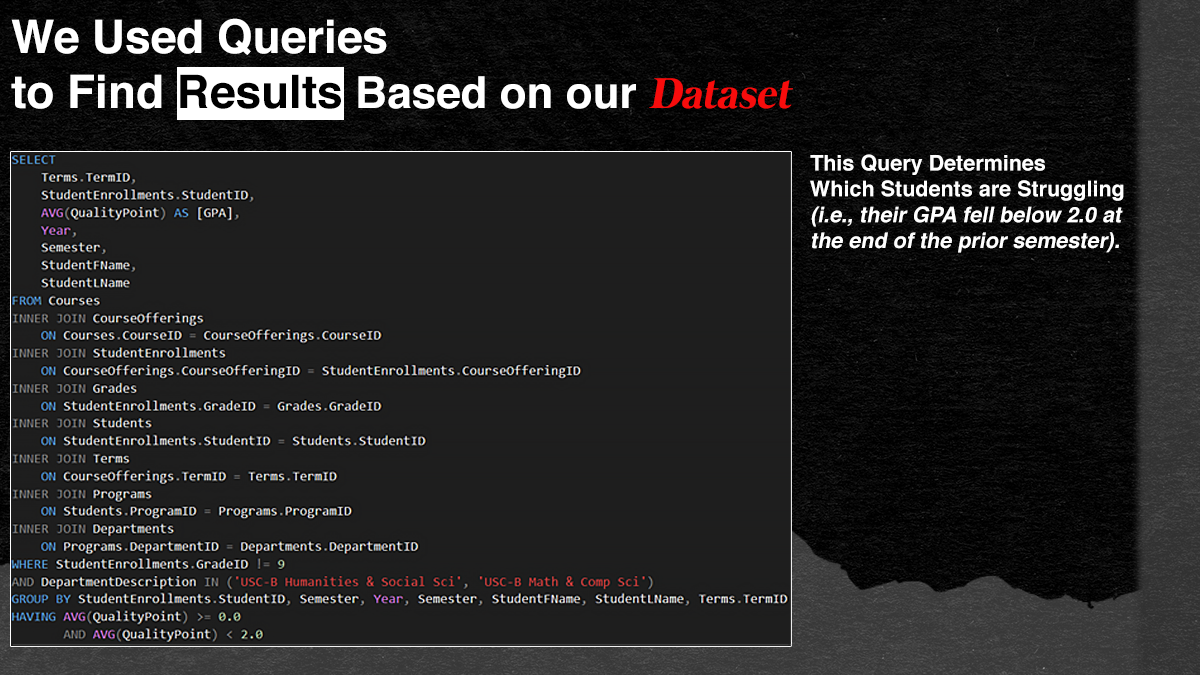 We Used Queries
to Find Results Based on our Dataset
SELECT
Terms.TermID,
StudentEnrollments.StudentID,
AVG(QualityPoint) AS [GPA],
Year,
Semester,
StudentFName,
StudentLName
FROM Courses
INNER JOIN CourseOfferings
ON Courses.CourseID = CourseOfferings.CourseID
INNER JOIN StudentEnrollments
ON CourseOfferings.CourseOfferingID = StudentEnrollments.CourseOfferingID
INNER JOIN Grades
ON StudentEnrollments.GradeID = Grades.GradeID
INNER JOIN Students
ON StudentEnrollments.StudentID = Students.StudentID
INNER JOIN Terms
ON CourseOfferings.TermID = Terms.TermID
INNER JOIN Programs
ON Students.ProgramID = Programs.ProgramID
INNER JOIN Departments
ON Programs.DepartmentID = Departments.DepartmentID
WHERE StudentEnrollments.GradeID != 9
AND DepartmentDescription IN ('USC-B Humanities & Social Sci', 'USC-B Math & Comp Sci')
GROUP BY StudentEnrollments.StudentID, Semester, Year, Semester, StudentFName, StudentLName, Terms.TermID
HAVING AVG(QualityPoint) >= 0.0
AND AVG(QualityPoint) < 2.0
This Query Determines
Which Students are Struggling
(i.e., their GPA fell below 2.0 at
the end of the prior semester).